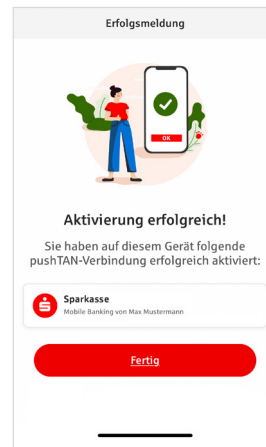 Erfolgsmeldung
OK
Aktivierung erfolgreich!
Sie haben auf diesem Gerät folgende
pushTAN-Verbindung erfolgreich aktiviert:
Sparkasse
Mobile Banking von Max Mustermann
Fertig